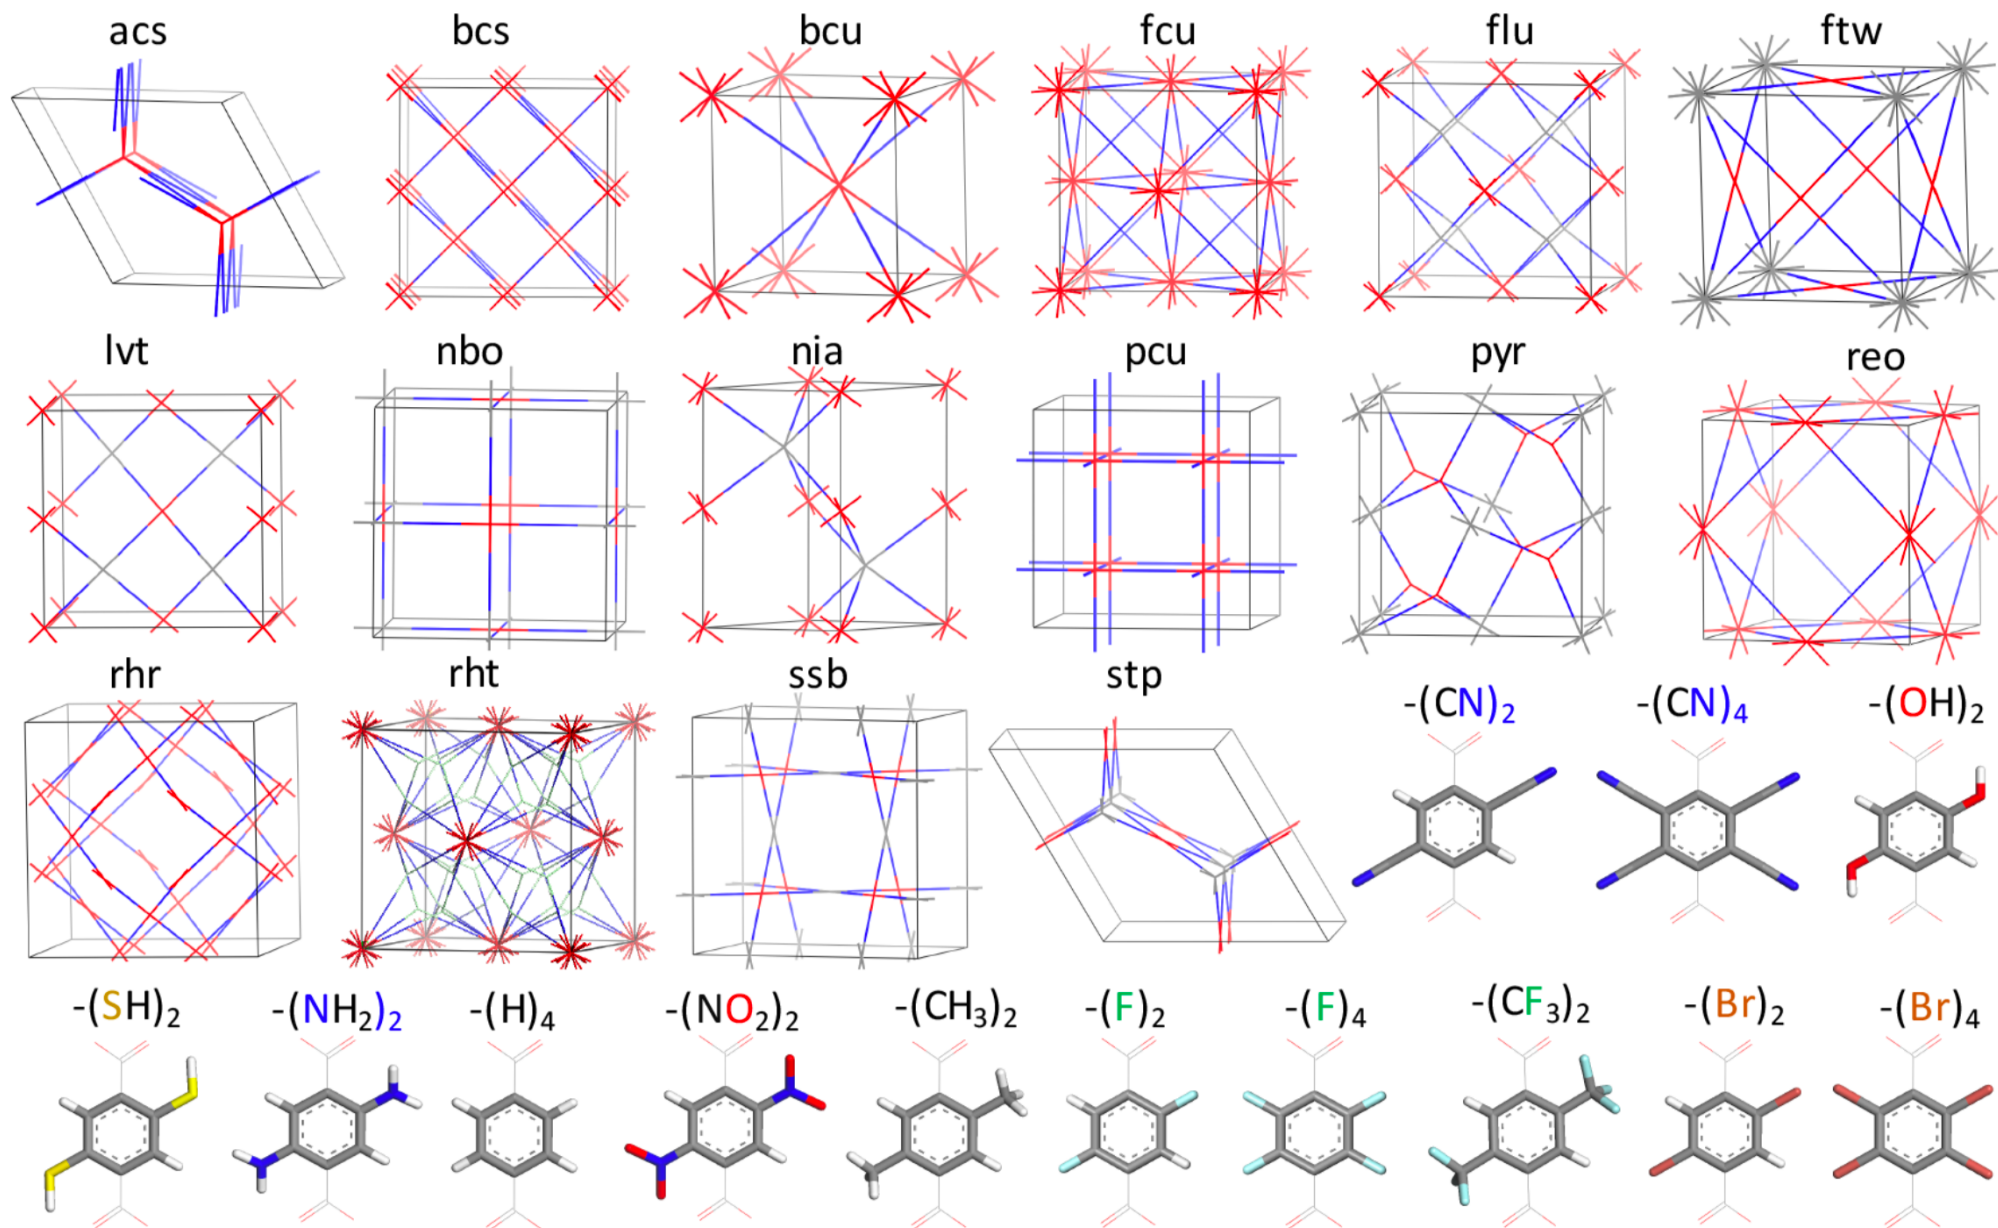 acs bcs bcu fcu flu ftw
lvt nbo nia pcu pyr reo
rhr rht ssb stp -(CN)₂ -(CN)₄ -(OH)₂
-(SH)₂ -(NH₂)₂ -(H)₄ -(NO₂)₂ -(CH₃)₂ -(F)₂ -(F)₄ -(CF₃)₂ -(Br)₂ -(Br)₄